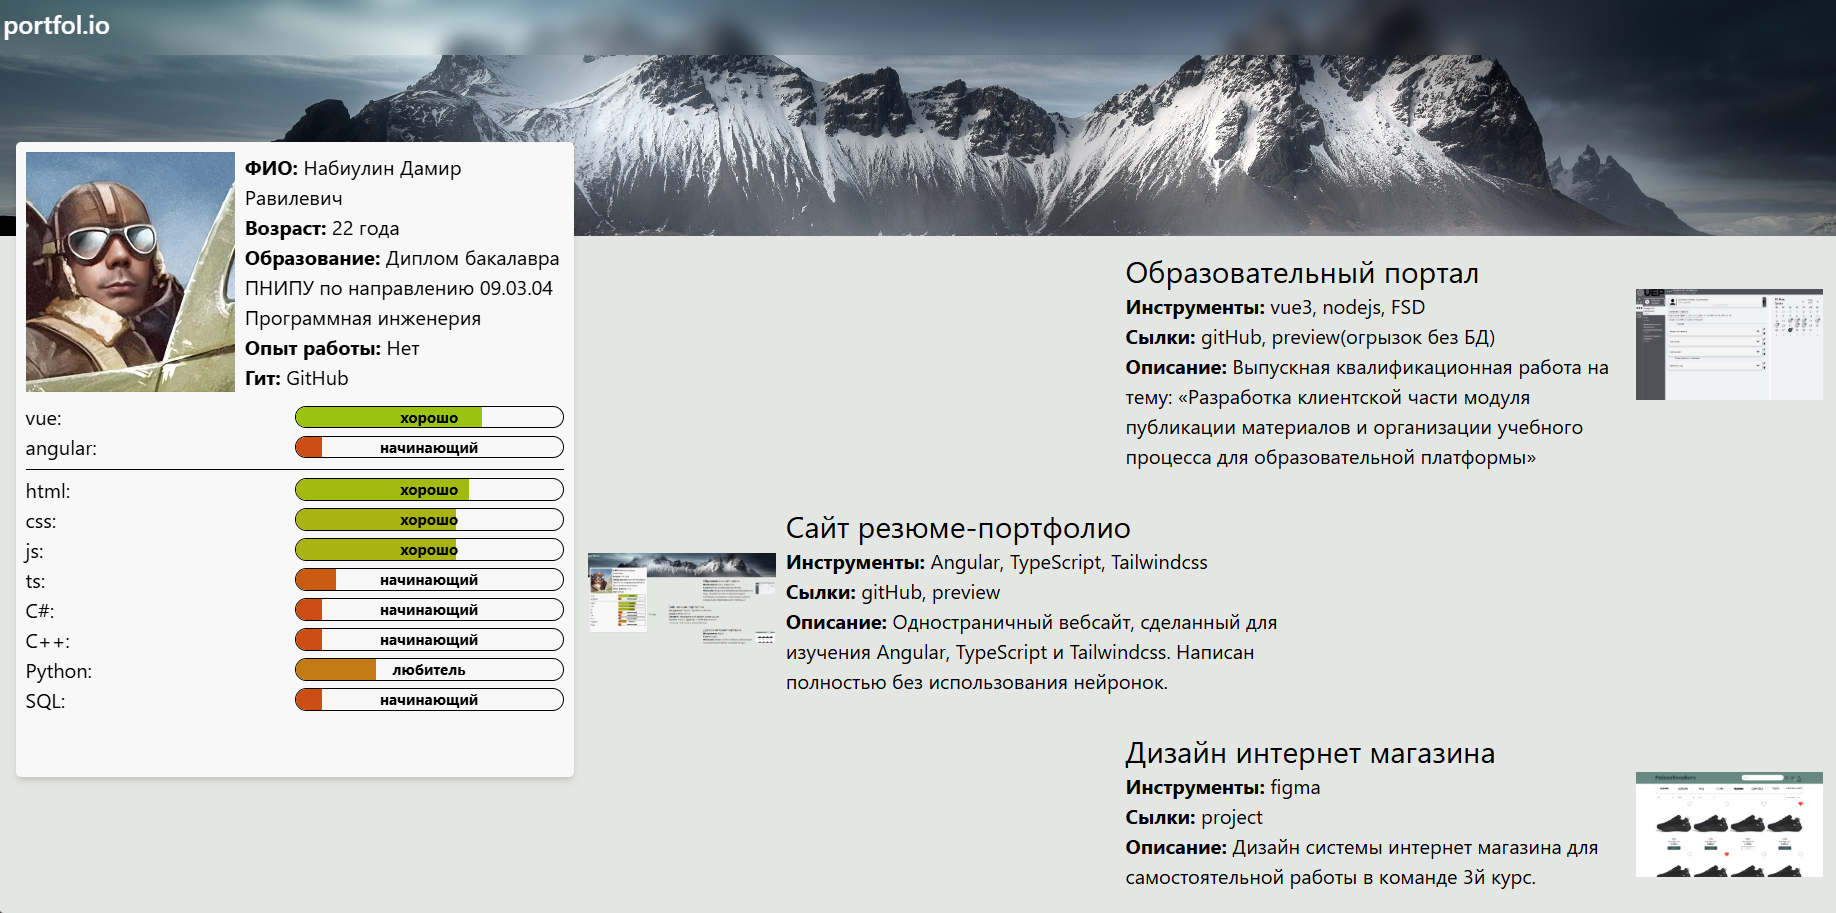 portfol.io
ФИО: Набиулин Дамир
Равилевич
Возраст: 22 года
Образование: Диплом бакалавра
ПНИПУ по направлению 09.03.04
Программная инженерия
Опыт работы: Нет
Гит: GitHub
vue: хорошо
angular: начинающий
html: хорошо
css: хорошо
js: хорошо
ts: начинающий
C#: начинающий
C++: начинающий
Python: любитель
SQL: начинающий
Образовательный портал
Инструменты: vue3, nodejs, FSD
Сылки: gitHub, preview(огрызок без БД)
Описание: Выпускная квалификационная работа на
тему: «Разработка клиентской части модуля
публикации материалов и организации учебного
процесса для образовательной платформы»
Сайт резюме-портфолио
Инструменты: Angular, TypeScript, Tailwindcss
Сылки: gitHub, preview
Описание: Одностраничный вебсайт, сделанный для
изучения Angular, TypeScript и Tailwindcss. Написан
полностью без использования нейронок.
Дизайн интернет магазина
Инструменты: figma
Сылки: project
Описание: Дизайн системы интернет магазина для
самостоятельной работы в команде 3й курс.